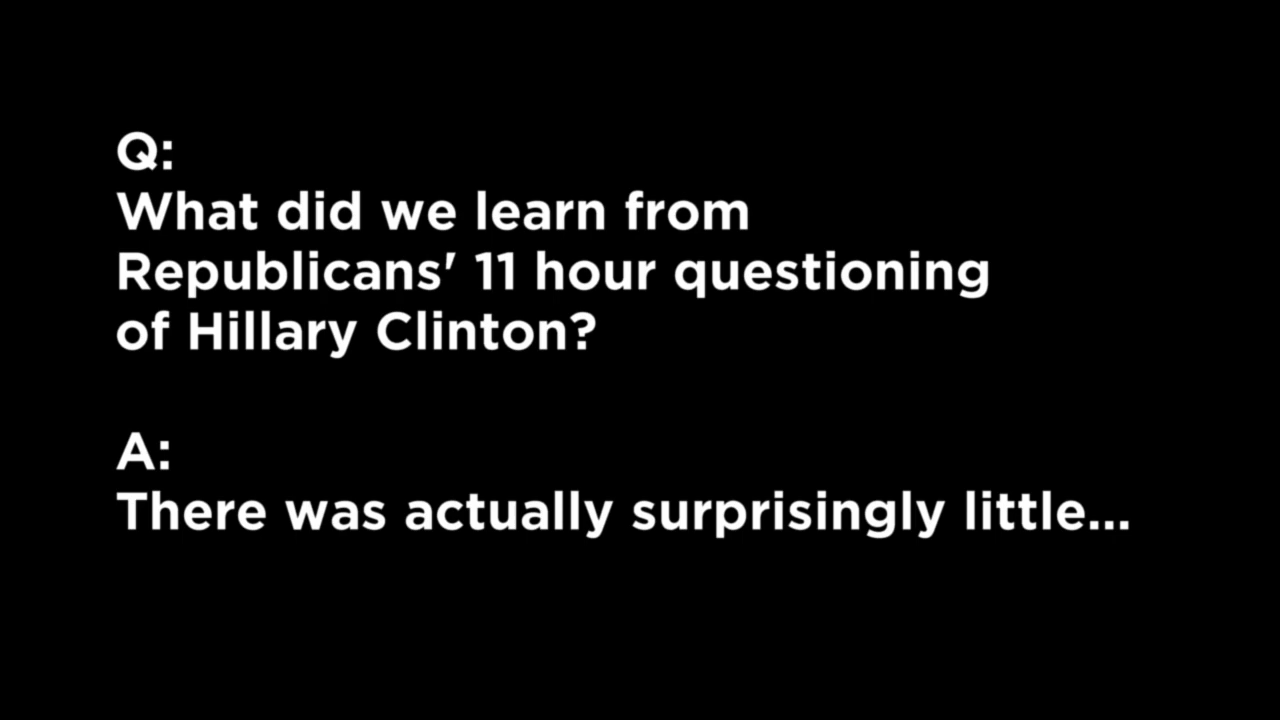 Q:
What did we learn from
Republicans' 11 hour questioning
of Hillary Clinton?
A:
There was actually surprisingly little...